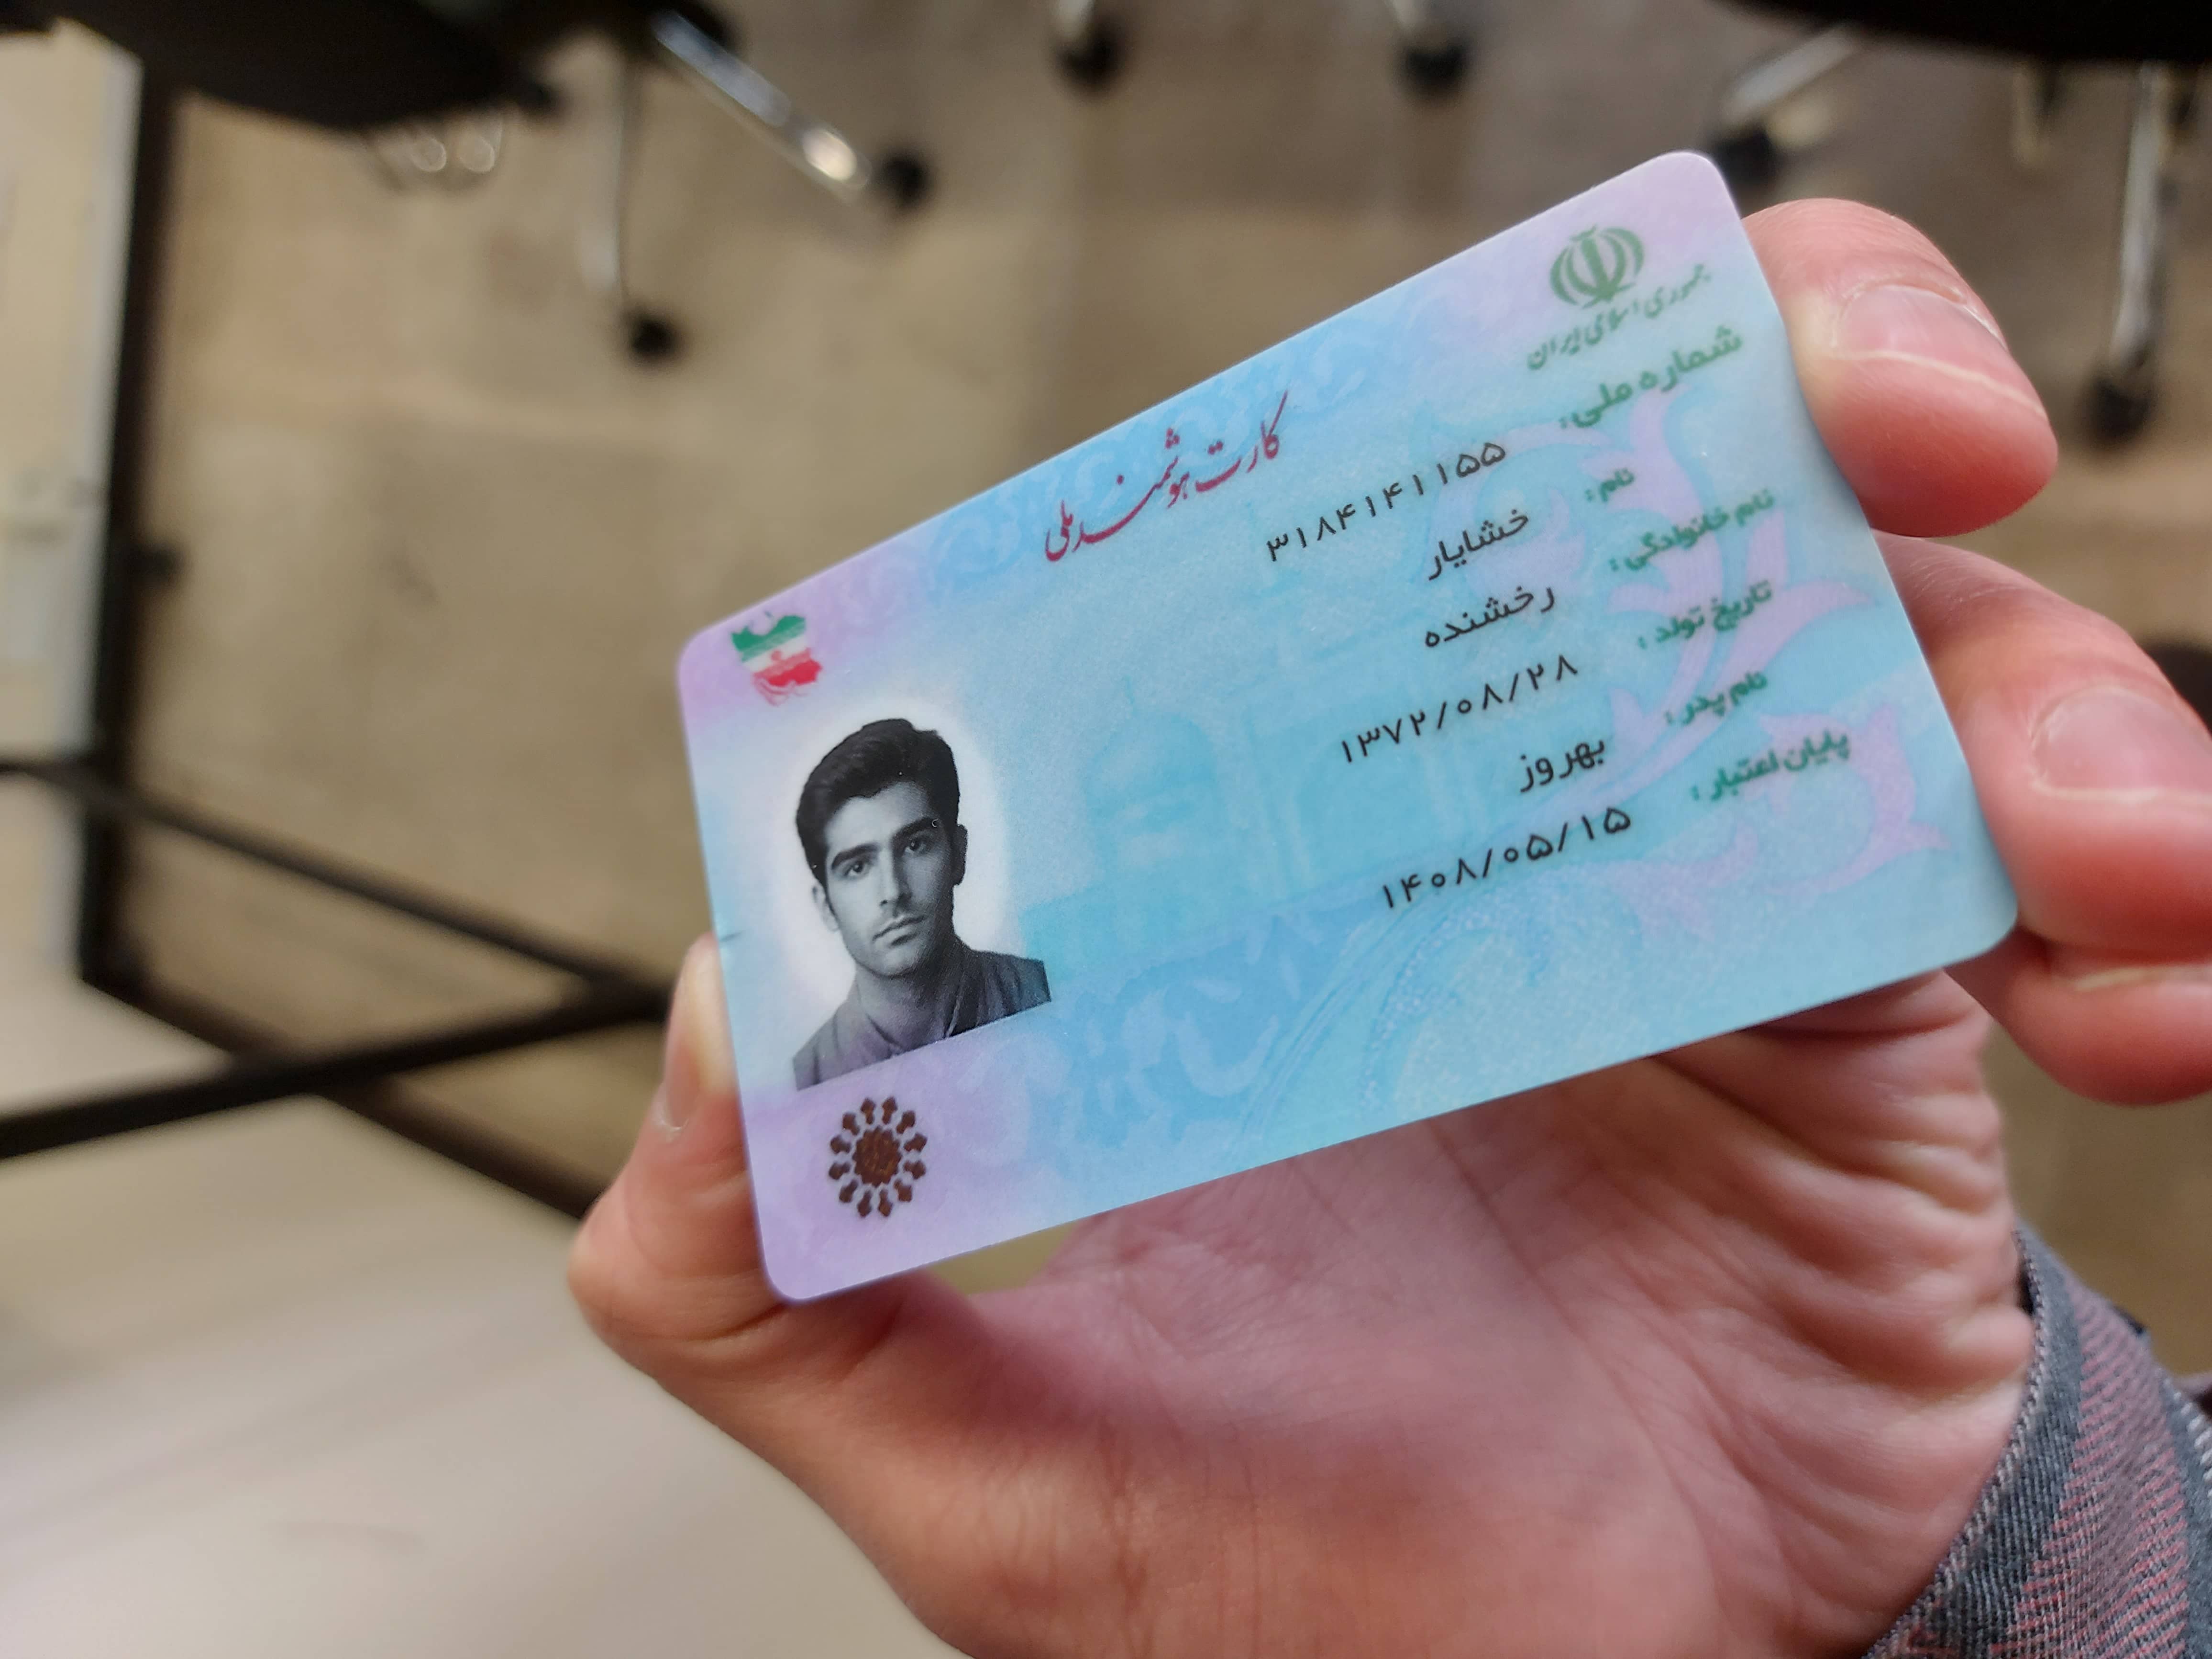 جمهوری اسلامی ایران
کارت هوشمند ملی
شماره ملی: ۳۱۸۴۱۴۱۱۵۵
نام: خشایار
نام خانوادگی: رخشنده
تاریخ تولد: ۱۳۷۲/۰۸/۲۸
نام پدر: بهروز
پایان اعتبار: ۱۴۰۸/۰۵/۱۵